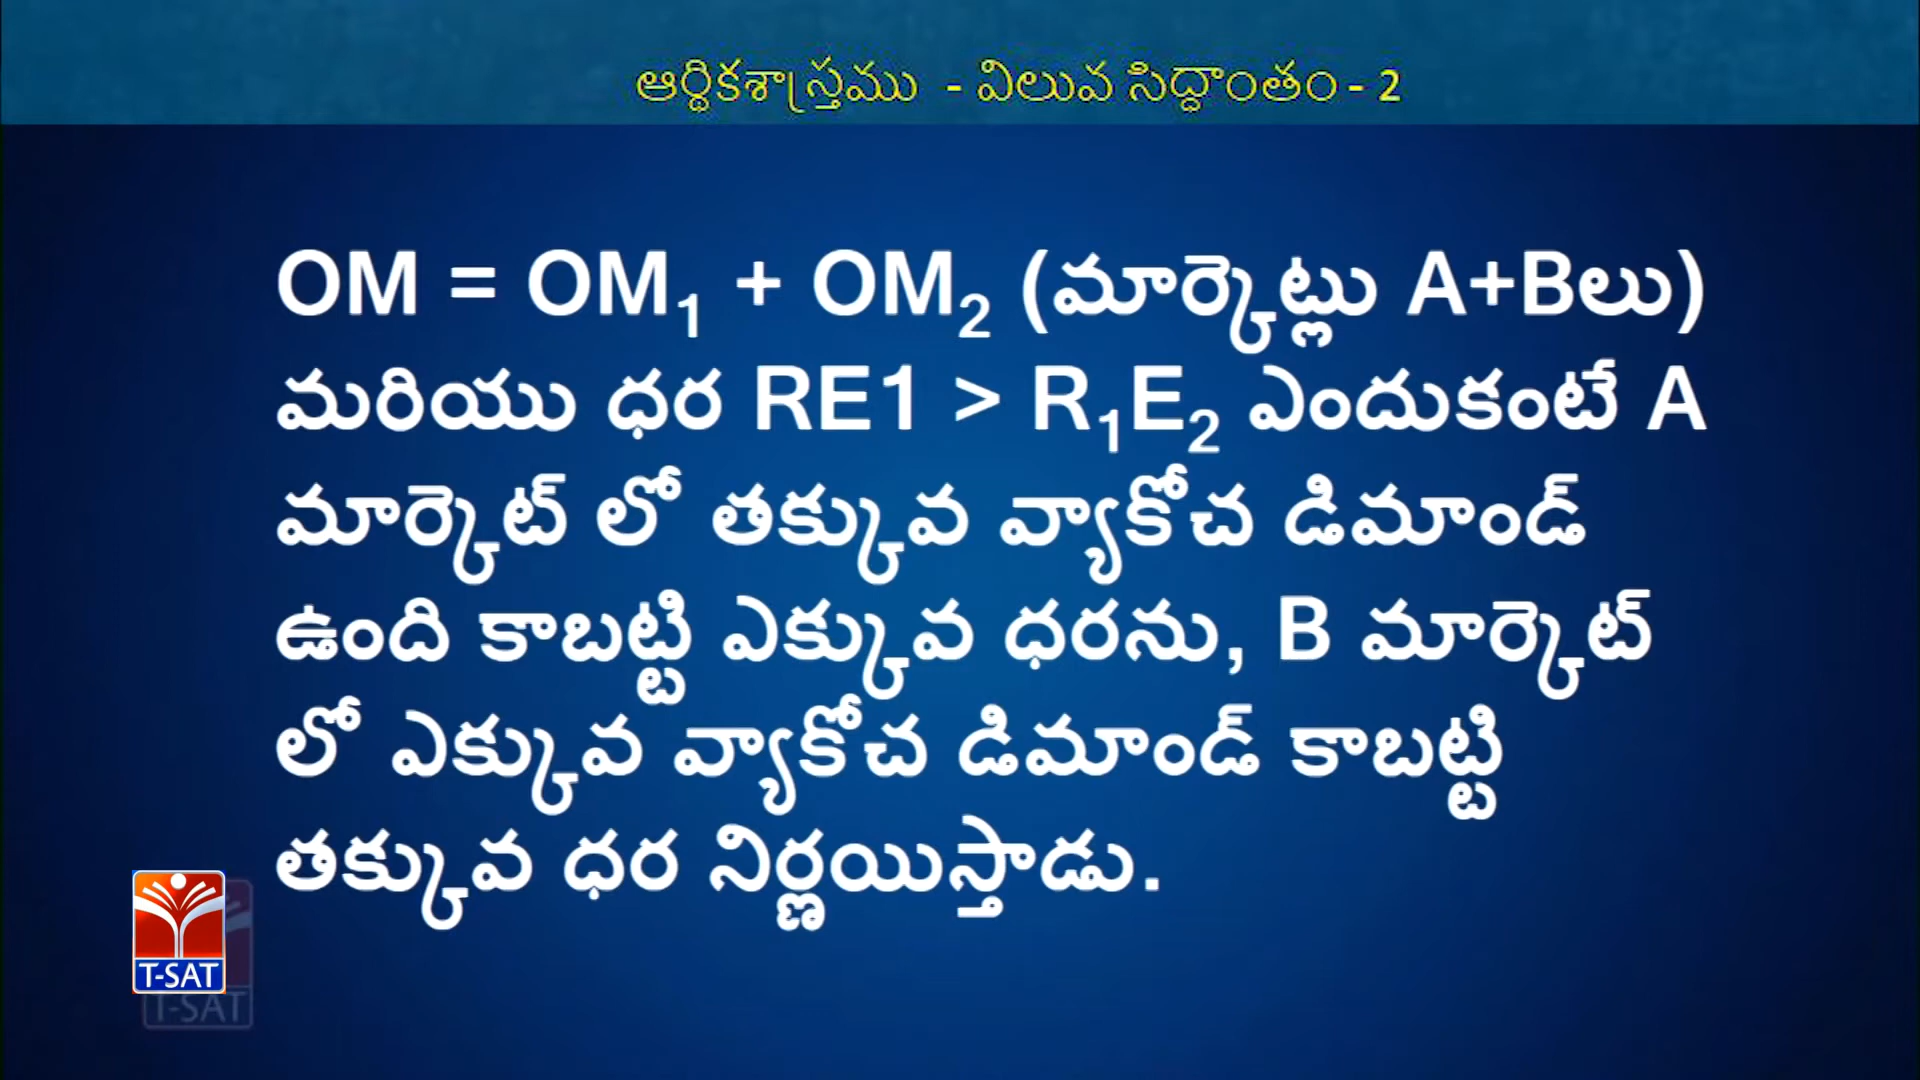 ఆర్థికశాస్త్రము - విలువ సిద్ధాంతం - 2
OM = OM₁ + OM₂ (మార్కెట్లు A+Bలు)
మరియు ధర RE1 > R₁E₂ ఎందుకంటే A
మార్కెట్ లో తక్కువ వ్యాకోచ డిమాండ్
ఉంది కాబట్టి ఎక్కువ ధరను, B మార్కెట్
లో ఎక్కువ వ్యాకోచ డిమాండ్ కాబట్టి
తక్కువ ధర నిర్ణయిస్తాడు.
T-SAT
T-SAT